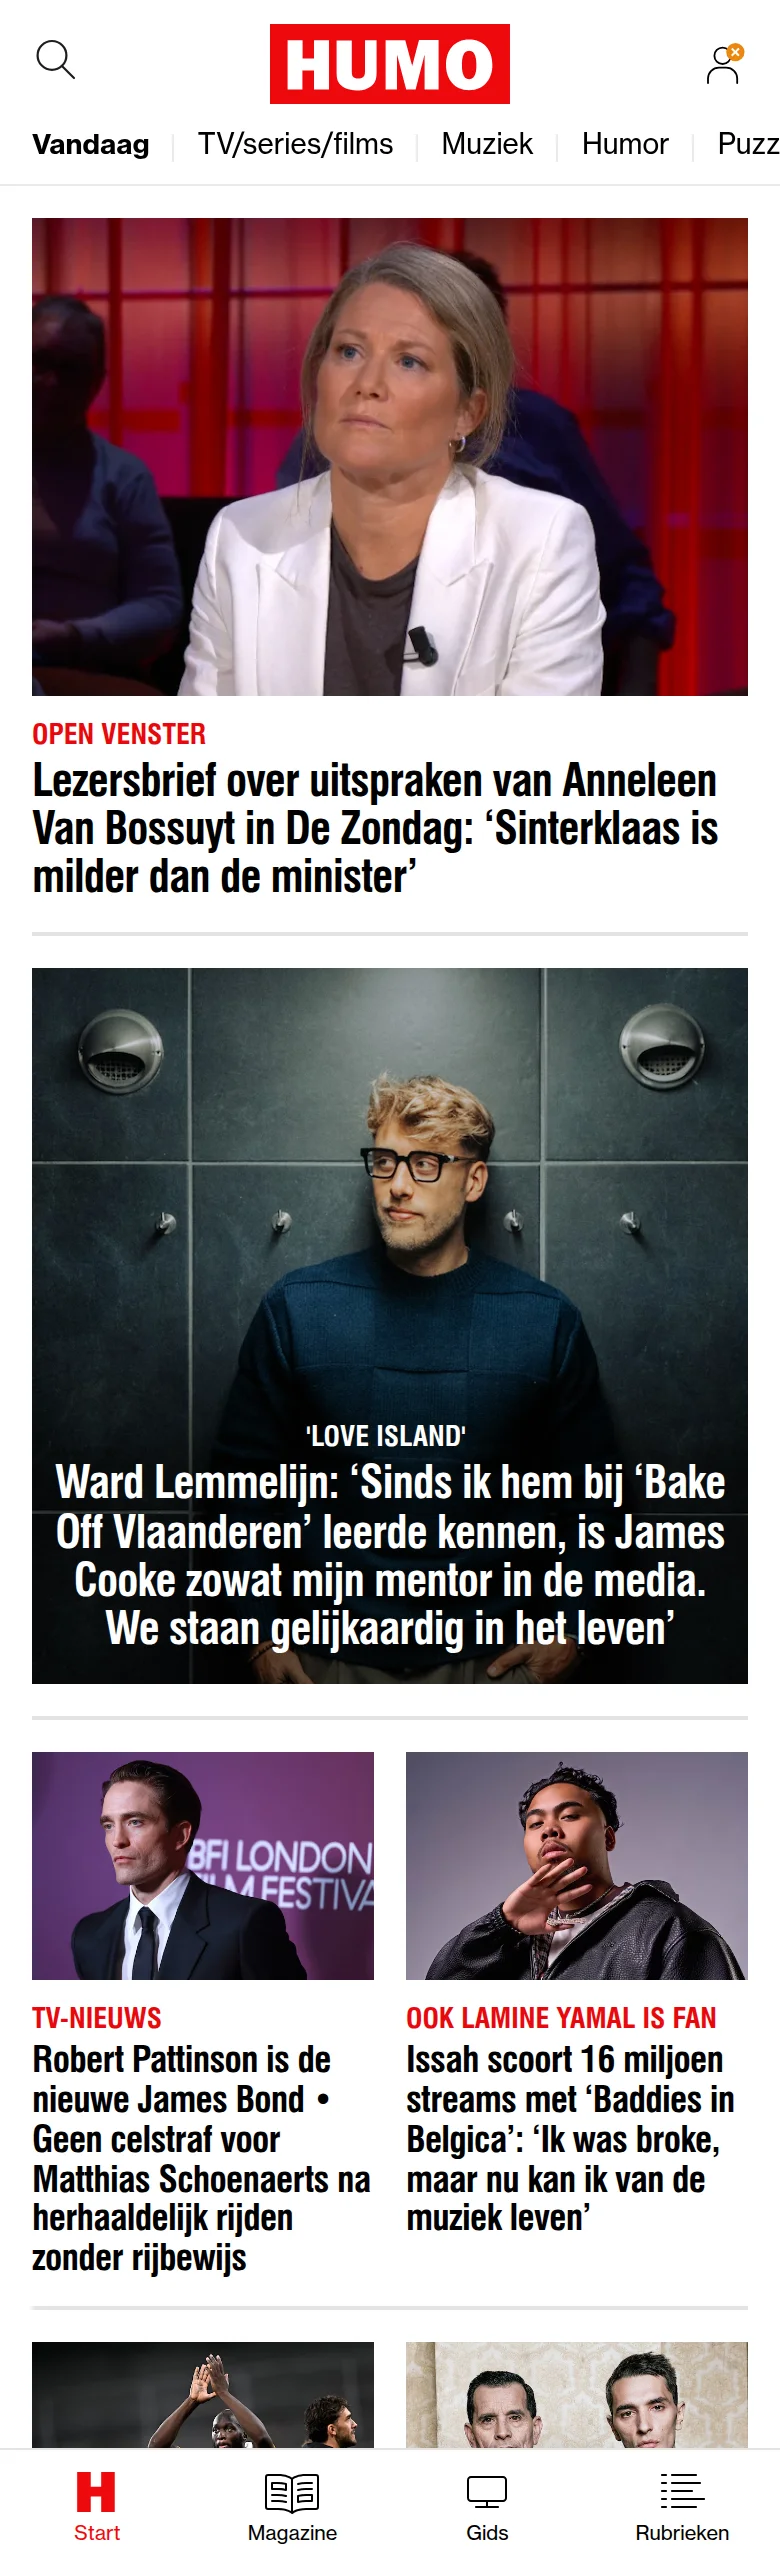 HUMO
Vandaag
TV/series/films
Muziek
Humor
Puzz
OPEN VENSTER
Lezersbrief over uitspraken van Anneleen
Van Bossuyt in De Zondag: ‘Sinterklaas is
milder dan de minister’
'LOVE ISLAND'
Ward Lemmelijn: ‘Sinds ik hem bij ‘Bake
Off Vlaanderen’ leerde kennen, is James
Cooke zowat mijn mentor in de media.
We staan gelijkaardig in het leven’
BFI LONDON
FILM FESTIVA
TV-NIEUWS
Robert Pattinson is de
nieuwe James Bond •
Geen celstraf voor
Matthias Schoenaerts na
herhaaldelijk rijden
zonder rijbewijs
OOK LAMINE YAMAL IS FAN
Issah scoort 16 miljoen
streams met ‘Baddies in
Belgica’: ‘Ik was broke,
maar nu kan ik van de
muziek leven’
H
Start
Magazine
Gids
Rubrieken